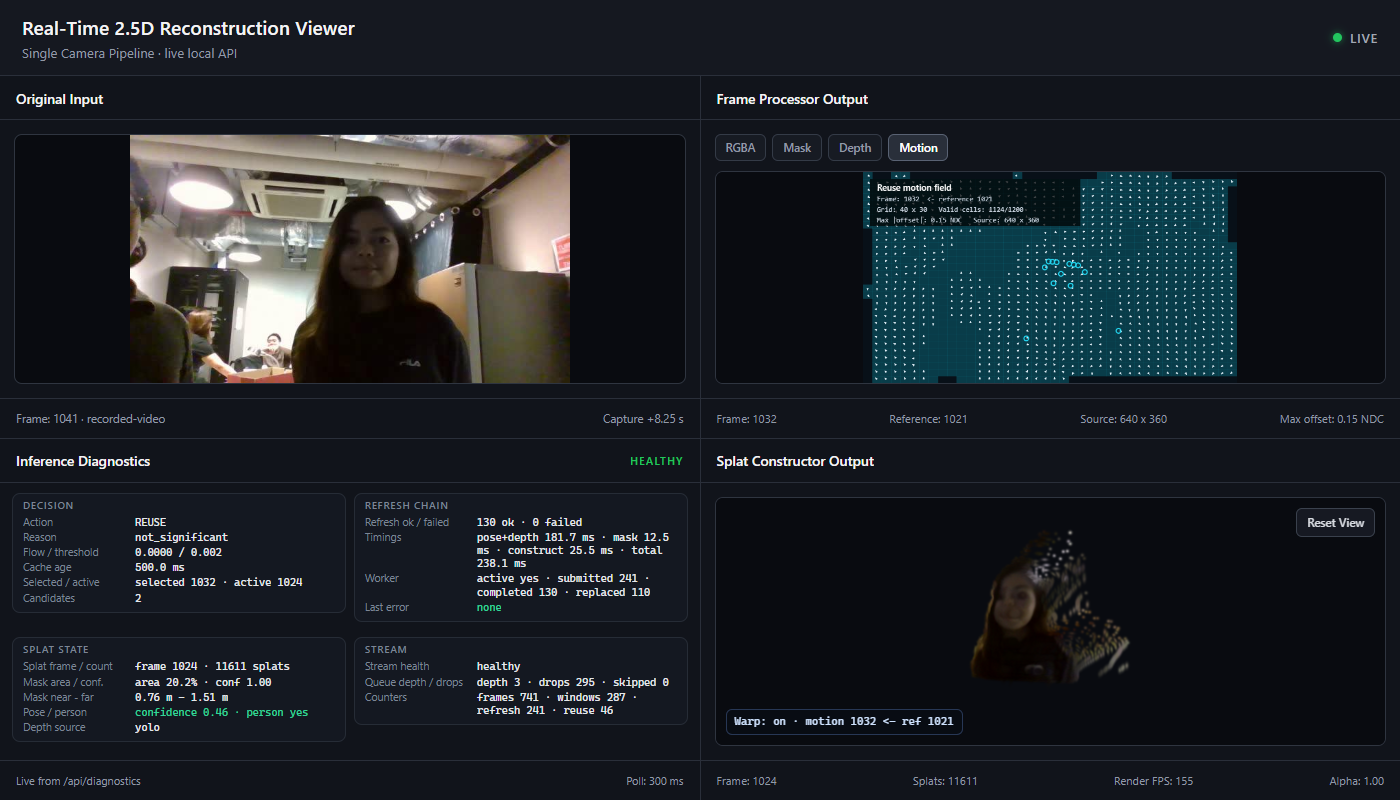 Real-Time 2.5D Reconstruction Viewer
Single Camera Pipeline · live local API
LIVE
Original Input
FILA
Frame: 1041 · recorded-video
Capture +8.25 s
Frame Processor Output
RGBA
Mask
Depth
Motion
Reuse motion field
Frame: 1032 <- reference 1021
Grid: 40 x 30 Valid cells: 1124/1200
Max |offset|: 0.15 NDC Source: 640 x 360
Frame: 1032
Reference: 1021
Source: 640 x 360
Max offset: 0.15 NDC
Inference Diagnostics
HEALTHY
DECISION
Action REUSE
Reason not_significant
Flow / threshold 0.0000 / 0.002
Cache age 500.0 ms
Selected / active selected 1032 · active 1024
Candidates 2
REFRESH CHAIN
Refresh ok / failed 130 ok · 0 failed
Timings pose+depth 181.7 ms · mask 12.5
ms · construct 25.5 ms · total
238.1 ms
Worker active yes · submitted 241 ·
completed 130 · replaced 110
Last error none
SPLAT STATE
Splat frame / count frame 1024 · 11611 splats
Mask area / conf. area 20.2% · conf 1.00
Mask near - far 0.76 m – 1.51 m
Pose / person confidence 0.46 · person yes
Depth source yolo
STREAM
Stream health healthy
Queue depth / drops depth 3 · drops 295 · skipped 0
Counters frames 741 · windows 287 ·
refresh 241 · reuse 46
Live from /api/diagnostics
Poll: 300 ms
Splat Constructor Output
Reset View
Warp: on · motion 1032 <- ref 1021
Frame: 1024
Splats: 11611
Render FPS: 155
Alpha: 1.00